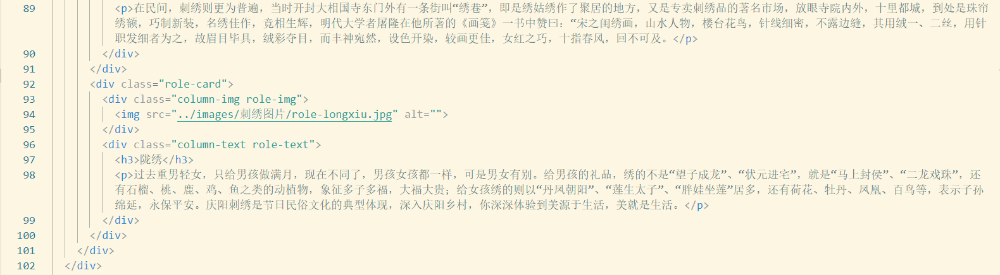 89 <p>在民间，刺绣则更为普遍，当时开封大相国寺东门外有一条街叫“绣巷”，即是绣姑绣作了聚居的地方，又是专卖刺绣品的著名市场，放眼寺院内外，十里都城，到处是珠帘
绣额，巧制新装，名绣佳作，竞相生辉，明代大学者屠隆在他所著的《画笺》一书中赞曰：“宋之闺绣画，山水人物，楼台花鸟，针线细密，不露边缝，其用绒一、二丝，用针
职发细者为之，故眉目毕具，绒彩夺目，而丰神宛然，设色开染，较画更佳，女红之巧，十指春风，回不可及。</p>
90 </div>
91 </div>
92 <div class="role-card">
93 <div class="column-img role-img">
94 <img src="../images/刺绣图片/role-longxiu.jpg" alt="">
95 </div>
96 <div class="column-text role-text">
97 <h3>陇绣</h3>
98 <p>过去重男轻女，只给男孩做满月，现在不同了，男孩女孩都一样，可是男女有别。给男孩的礼品，绣的不是“望子成龙”、“状元进宅”，就是“马上封侯”、“二龙戏珠”，还
有石榴、桃、鹿、鸡、鱼之类的动植物，象征多子多福，大福大贵；给女孩绣的则以“丹凤朝阳”、“莲生太子”、“胖娃坐莲”居多，还有荷花、牡丹、凤凰、百鸟等，表示子孙
绵延，永保平安。庆阳刺绣是节日民俗文化的典型体现，深入庆阳乡村，你深深体验到美源于生活，美就是生活。</p>
99 </div>
100 </div>
101 </div>
102 </div>